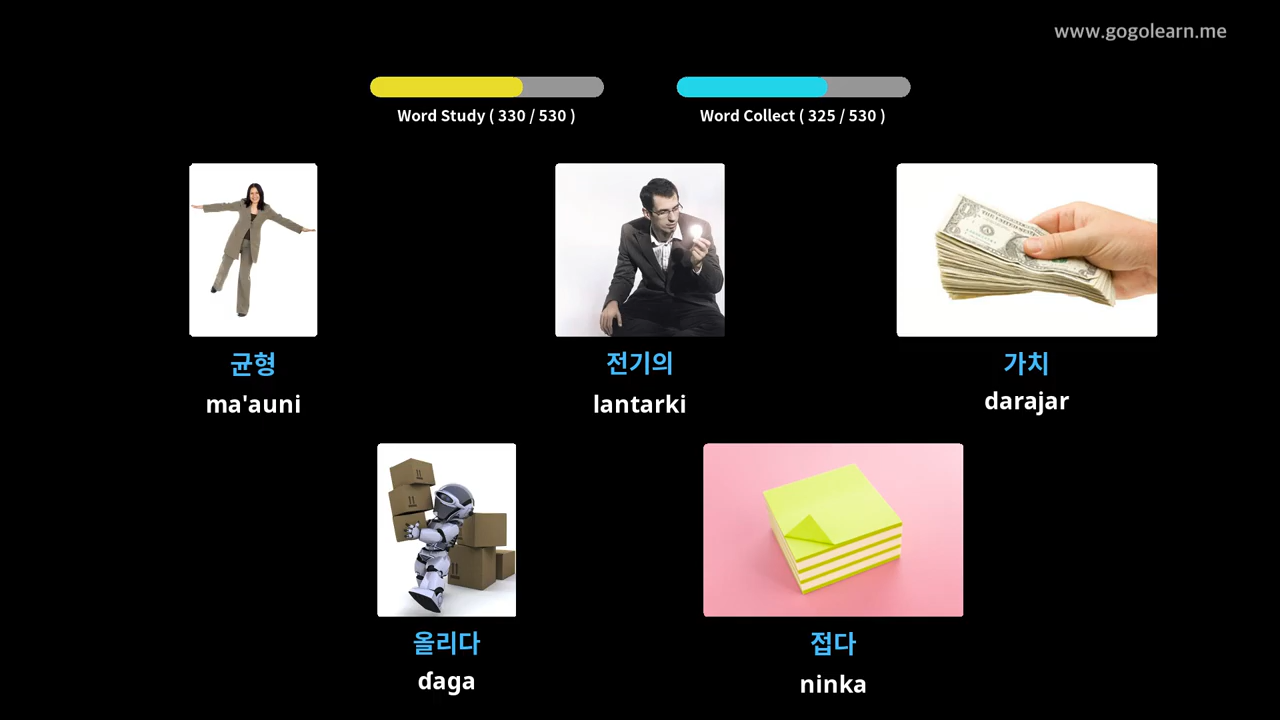 www.gogolearn.me
Word Study ( 330 / 530 )
Word Collect ( 325 / 530 )
균형
ma'auni
전기의
lantarki
가치
darajar
올리다
ɗaga
접다
ninka